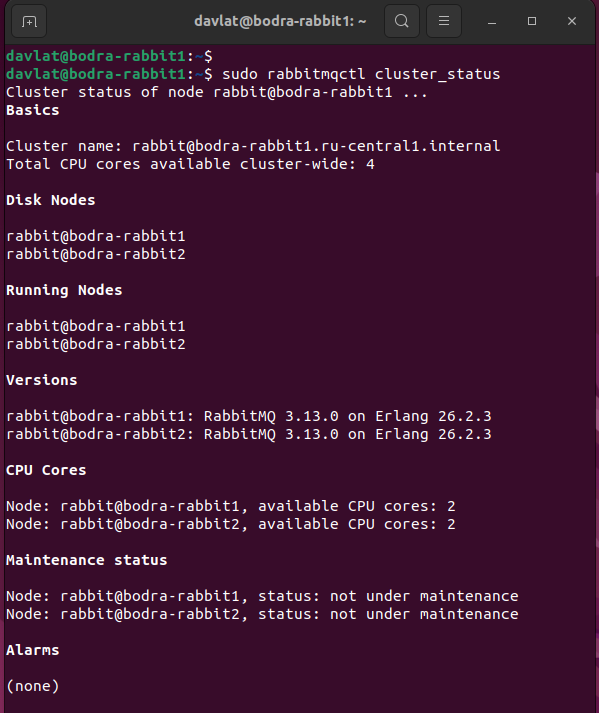 davlat@bodra-rabbit1: ~
davlat@bodra-rabbit1:~$
davlat@bodra-rabbit1:~$ sudo rabbitmqctl cluster_status
Cluster status of node rabbit@bodra-rabbit1 ...
Basics
Cluster name: rabbit@bodra-rabbit1.ru-central1.internal
Total CPU cores available cluster-wide: 4
Disk Nodes
rabbit@bodra-rabbit1
rabbit@bodra-rabbit2
Running Nodes
rabbit@bodra-rabbit1
rabbit@bodra-rabbit2
Versions
rabbit@bodra-rabbit1: RabbitMQ 3.13.0 on Erlang 26.2.3
rabbit@bodra-rabbit2: RabbitMQ 3.13.0 on Erlang 26.2.3
CPU Cores
Node: rabbit@bodra-rabbit1, available CPU cores: 2
Node: rabbit@bodra-rabbit2, available CPU cores: 2
Maintenance status
Node: rabbit@bodra-rabbit1, status: not under maintenance
Node: rabbit@bodra-rabbit2, status: not under maintenance
Alarms
(none)